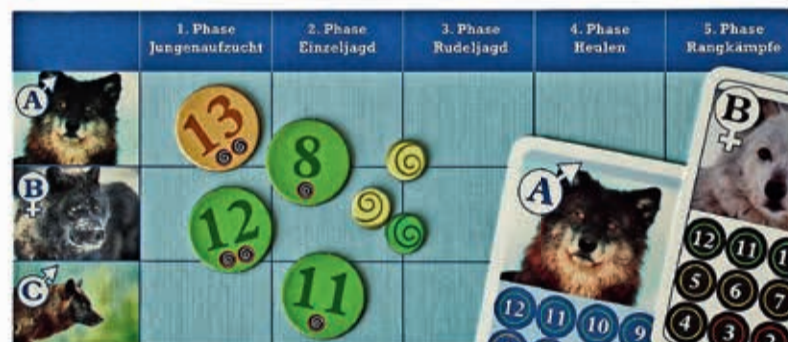 1. Phase
Jungenaufzucht
2. Phase
Einzeljagd
3. Phase
Rudeljagd
4. Phase
Heulen
5. Phase
Rangkämpfe
A
13
8
B
12
C
11
A
12 11 10 9
B
12 11
5 6 7
4 3 2